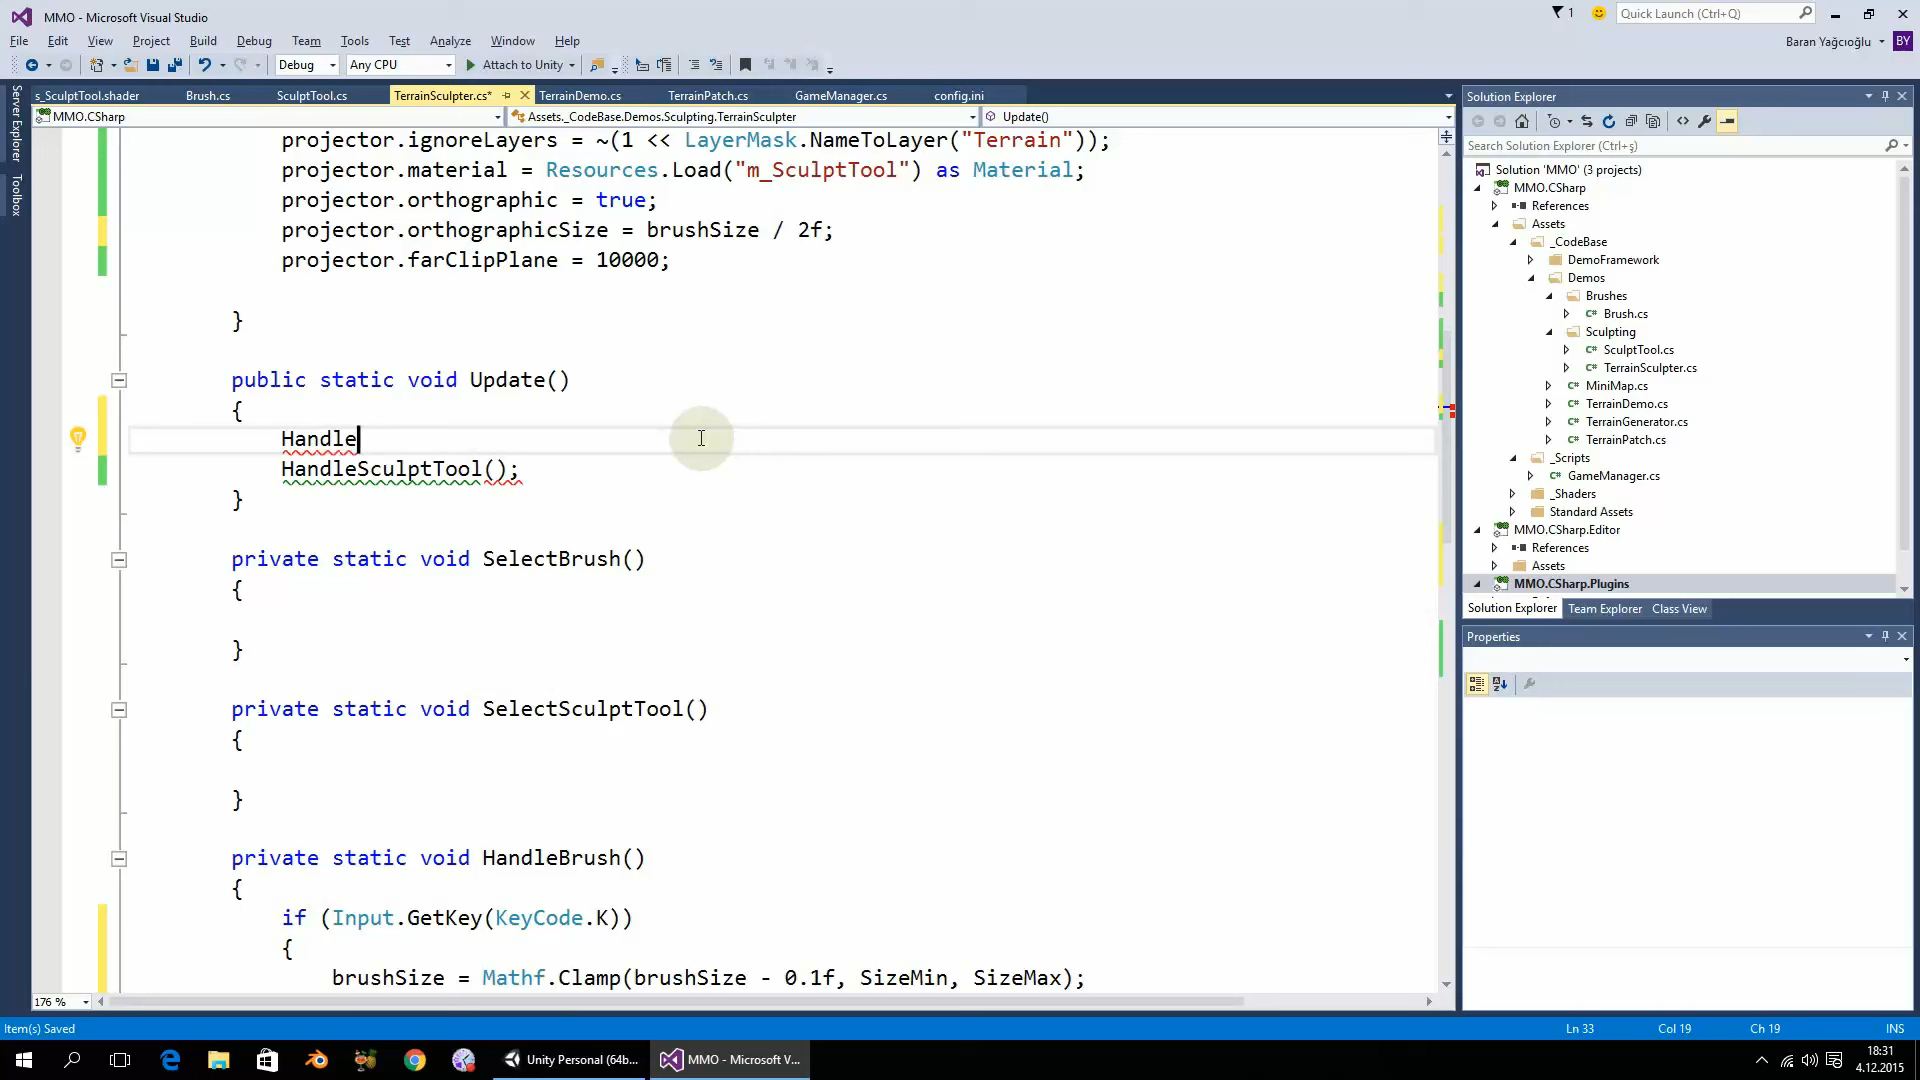 MMO - Microsoft Visual Studio
1
Quick Launch (Ctrl+Q)
File Edit View Project Build Debug Team Tools Test Analyze Window Help
Baran Yağcıoğlu BY
Debug Any CPU Attach to Unity
Server Explorer
Toolbox
s_SculptTool.shader Brush.cs SculptTool.cs TerrainSculpter.cs* TerrainDemo.cs TerrainPatch.cs GameManager.cs config.ini
MMO.CSharp Assets._CodeBase.Demos.Sculpting.TerrainSculpter Update()
projector.ignoreLayers = ~(1 << LayerMask.NameToLayer("Terrain"));
projector.material = Resources.Load("m_SculptTool") as Material;
projector.orthographic = true;
projector.orthographicSize = brushSize / 2f;
projector.farClipPlane = 10000;
}
public static void Update()
{
Handle
HandleSculptTool();
}
private static void SelectBrush()
{
}
private static void SelectSculptTool()
{
}
private static void HandleBrush()
{
if (Input.GetKey(KeyCode.K))
{
brushSize = Mathf.Clamp(brushSize - 0.1f, SizeMin, SizeMax);
176 %
Solution Explorer
Search Solution Explorer (Ctrl+ş)
Solution 'MMO' (3 projects)
MMO.CSharp
References
Assets
_CodeBase
DemoFramework
Demos
Brushes
C# Brush.cs
Sculpting
C# SculptTool.cs
C# TerrainSculpter.cs
C# MiniMap.cs
C# TerrainDemo.cs
C# TerrainGenerator.cs
C# TerrainPatch.cs
_Scripts
C# GameManager.cs
_Shaders
Standard Assets
MMO.CSharp.Editor
References
Assets
MMO.CSharp.Plugins
Solution Explorer Team Explorer Class View
Properties
Item(s) Saved Ln 33 Col 19 Ch 19 INS
Unity Personal (64b... MMO - Microsoft V...
18:31
4.12.2015